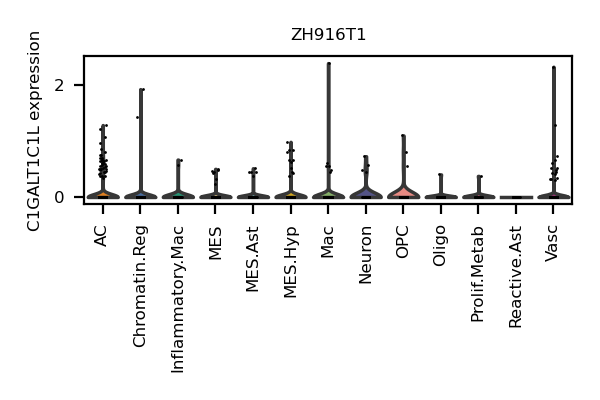 ZH916T1
C1GALT1C1L expression
2
0
AC
Chromatin.Reg
Inflammatory.Mac
MES
MES.Ast
MES.Hyp
Mac
Neuron
OPC
Oligo
Prolif.Metab
Reactive.Ast
Vasc